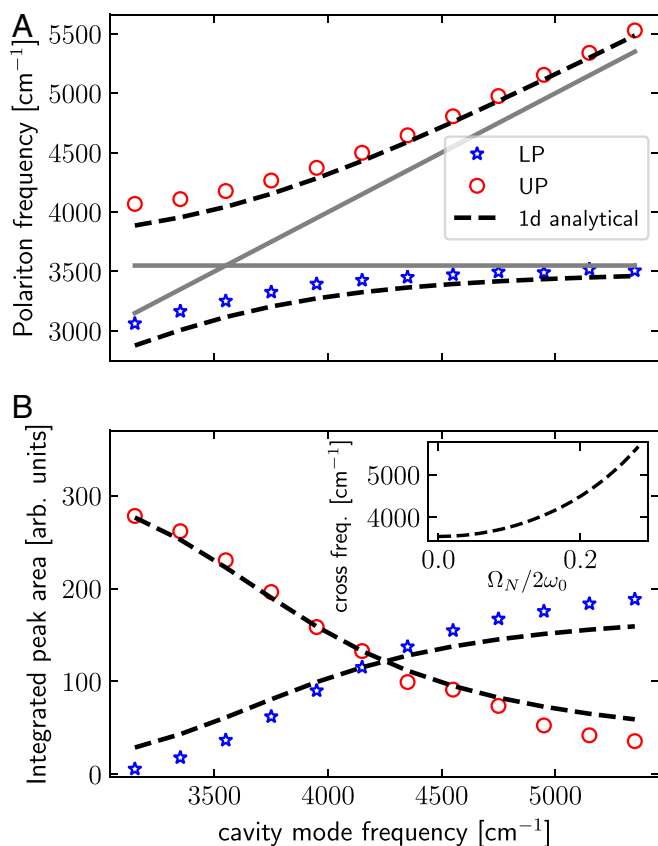 A
Polariton frequency [cm⁻¹]
5500
5000
4500
4000
3500
3000
LP
UP
1d analytical
B
Integrated peak area [arb. units]
300
200
100
0
cross freq. [cm⁻¹]
5000
4000
0.0
0.2
Ω_N/2ω_0
3500
4000
4500
5000
cavity mode frequency [cm⁻¹]